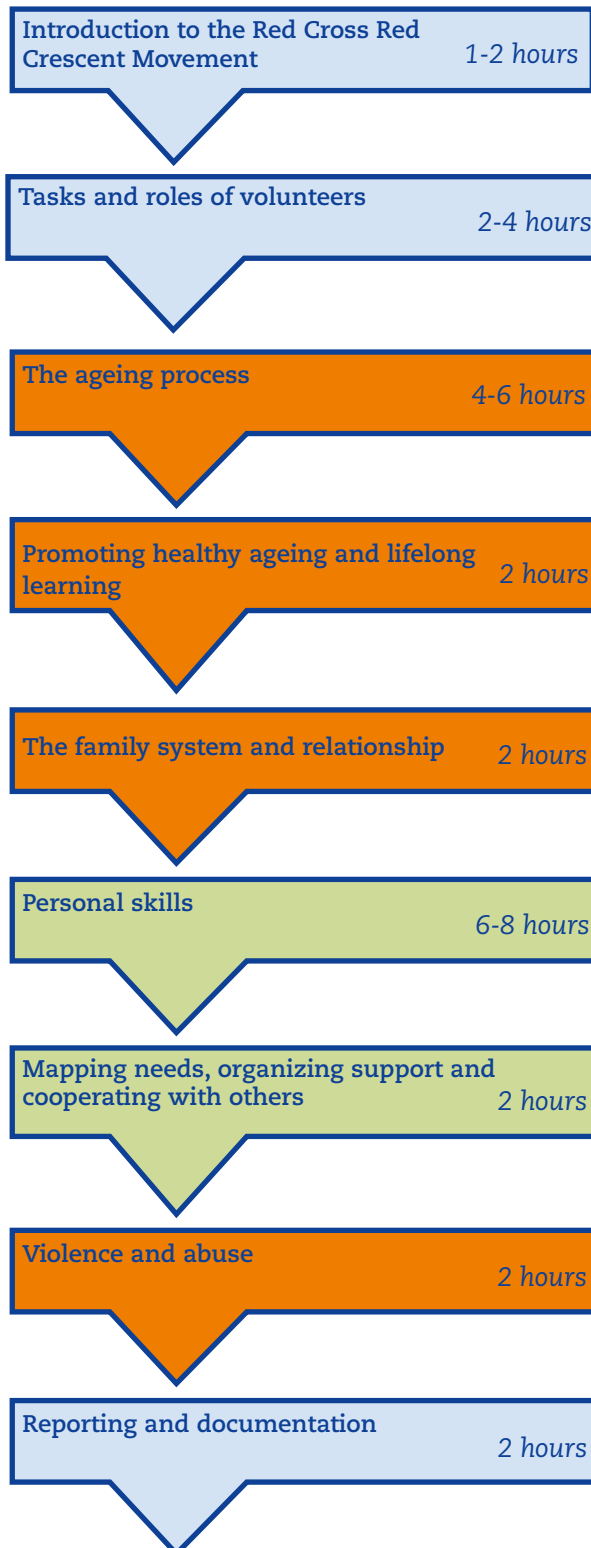 Introduction to the Red Cross Red
Crescent Movement
1-2 hours
Tasks and roles of volunteers
2-4 hours
The ageing process
4-6 hours
Promoting healthy ageing and lifelong
learning
2 hours
The family system and relationship
2 hours
Personal skills
6-8 hours
Mapping needs, organizing support and
cooperating with others
2 hours
Violence and abuse
2 hours
Reporting and documentation
2 hours